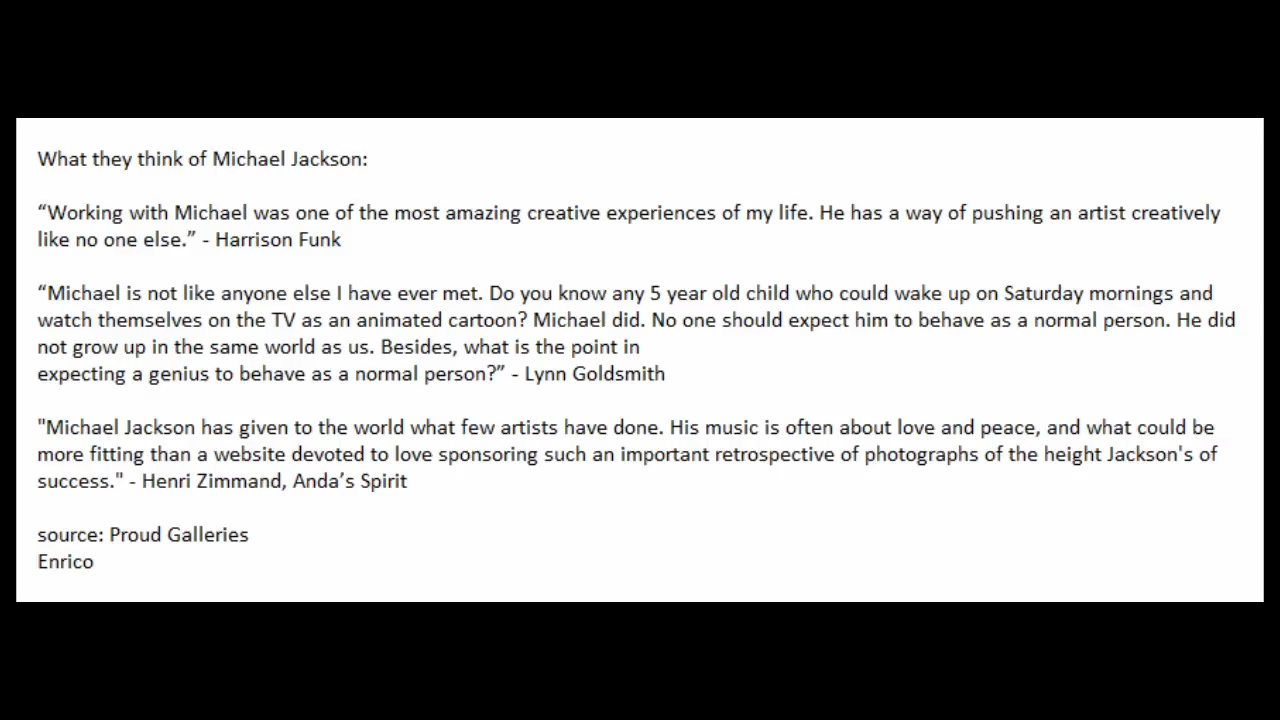 What they think of Michael Jackson:
“Working with Michael was one of the most amazing creative experiences of my life. He has a way of pushing an artist creatively
like no one else.” - Harrison Funk
“Michael is not like anyone else I have ever met. Do you know any 5 year old child who could wake up on Saturday mornings and
watch themselves on the TV as an animated cartoon? Michael did. No one should expect him to behave as a normal person. He did
not grow up in the same world as us. Besides, what is the point in
expecting a genius to behave as a normal person?” - Lynn Goldsmith
"Michael Jackson has given to the world what few artists have done. His music is often about love and peace, and what could be
more fitting than a website devoted to love sponsoring such an important retrospective of photographs of the height Jackson's of
success." - Henri Zimmand, Anda’s Spirit
source: Proud Galleries
Enrico